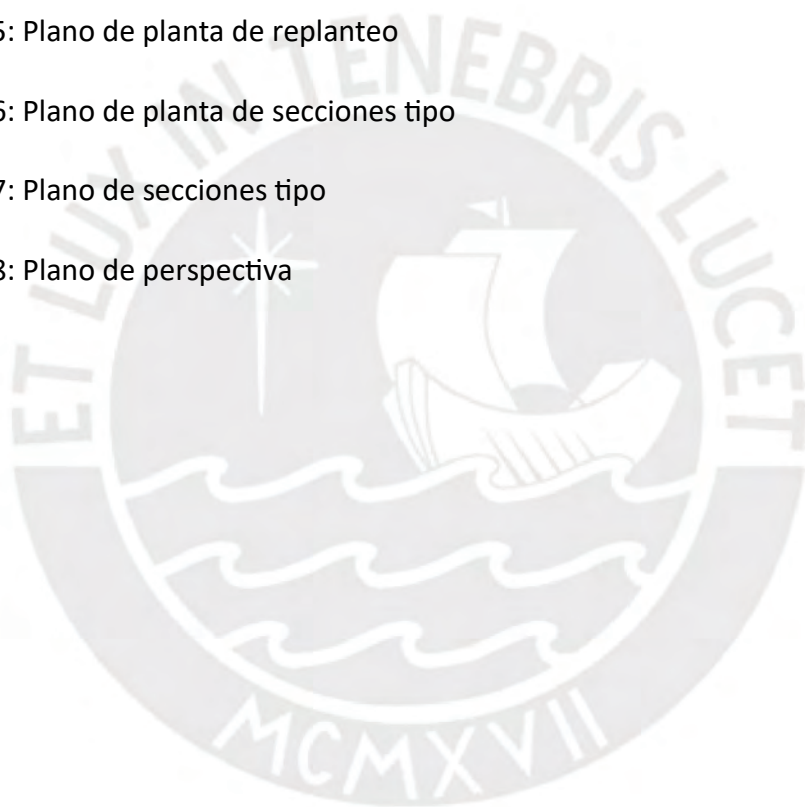 5: Plano de planta de replanteo
6: Plano de planta de secciones tipo
7: Plano de secciones tipo
8: Plano de perspectiva
ET LUX IN TENEBRIS LUCET
MCMXVII